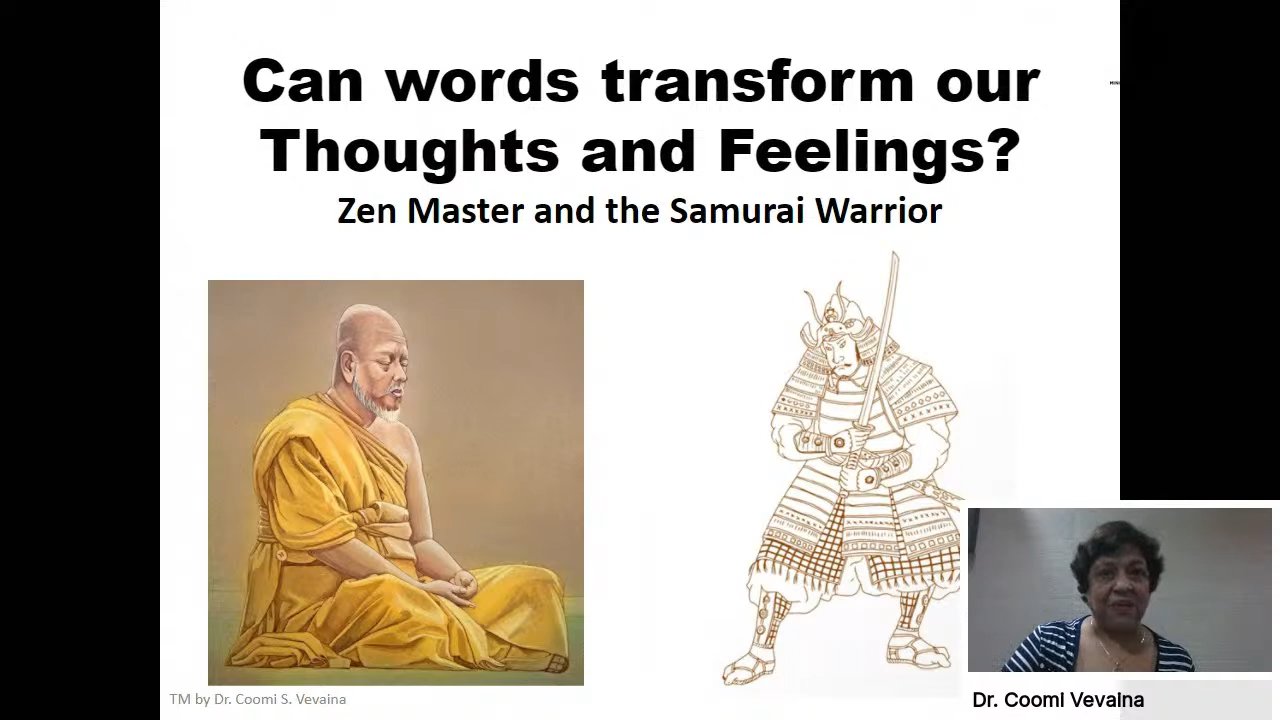 Can words transform our
Thoughts and Feelings?
Zen Master and the Samurai Warrior
TM by Dr. Coomi S. Vevaina
Dr. Coomi Vevaina